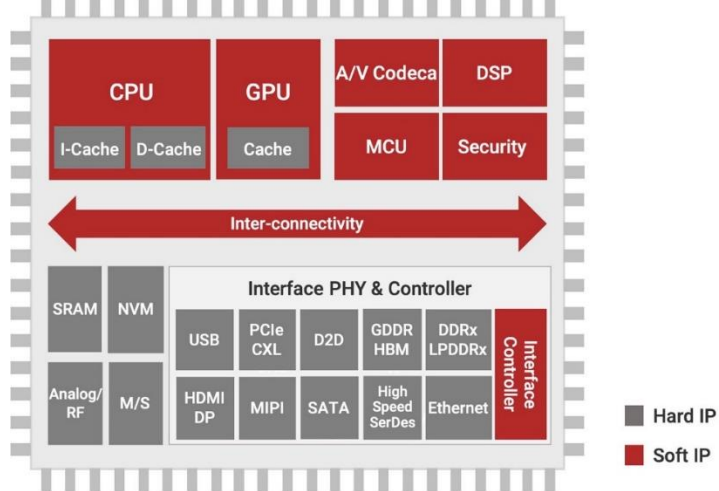 CPU
I-Cache
D-Cache
GPU
Cache
A/V Codeca
DSP
MCU
Security
Inter-connectivity
SRAM
NVM
Analog/
RF
M/S
Interface PHY & Controller
USB
PCIe
CXL
D2D
GDDR
HBM
DDRx
LPDDRx
HDMI
DP
MIPI
SATA
High
Speed
SerDes
Ethernet
Interface
Controller
Hard IP
Soft IP